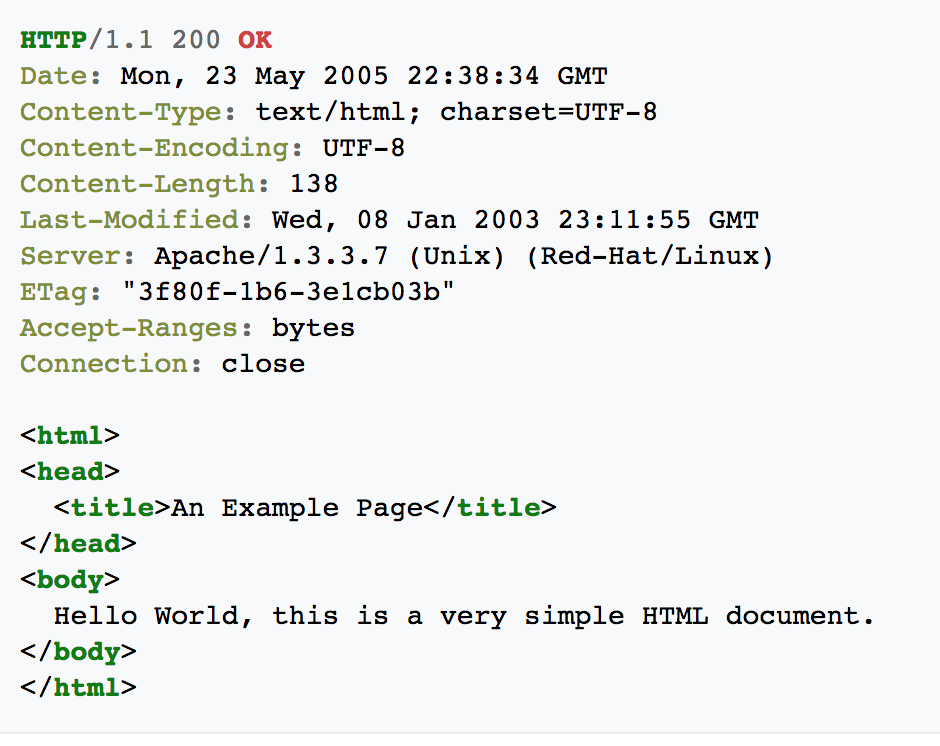 HTTP/1.1 200 OK
Date: Mon, 23 May 2005 22:38:34 GMT
Content-Type: text/html; charset=UTF-8
Content-Encoding: UTF-8
Content-Length: 138
Last-Modified: Wed, 08 Jan 2003 23:11:55 GMT
Server: Apache/1.3.3.7 (Unix) (Red-Hat/Linux)
ETag: "3f80f-1b6-3e1cb03b"
Accept-Ranges: bytes
Connection: close

<html>
<head>
  <title>An Example Page</title>
</head>
<body>
  Hello World, this is a very simple HTML document.
</body>
</html>